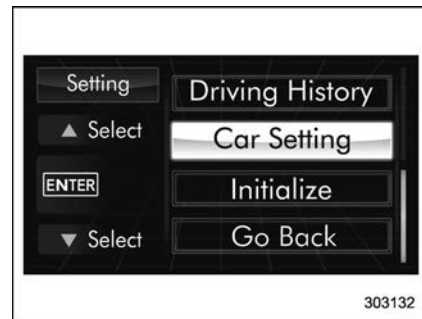 Setting
▲ Select
ENTER
▼ Select
Driving History
Car Setting
Initialize
Go Back
303132